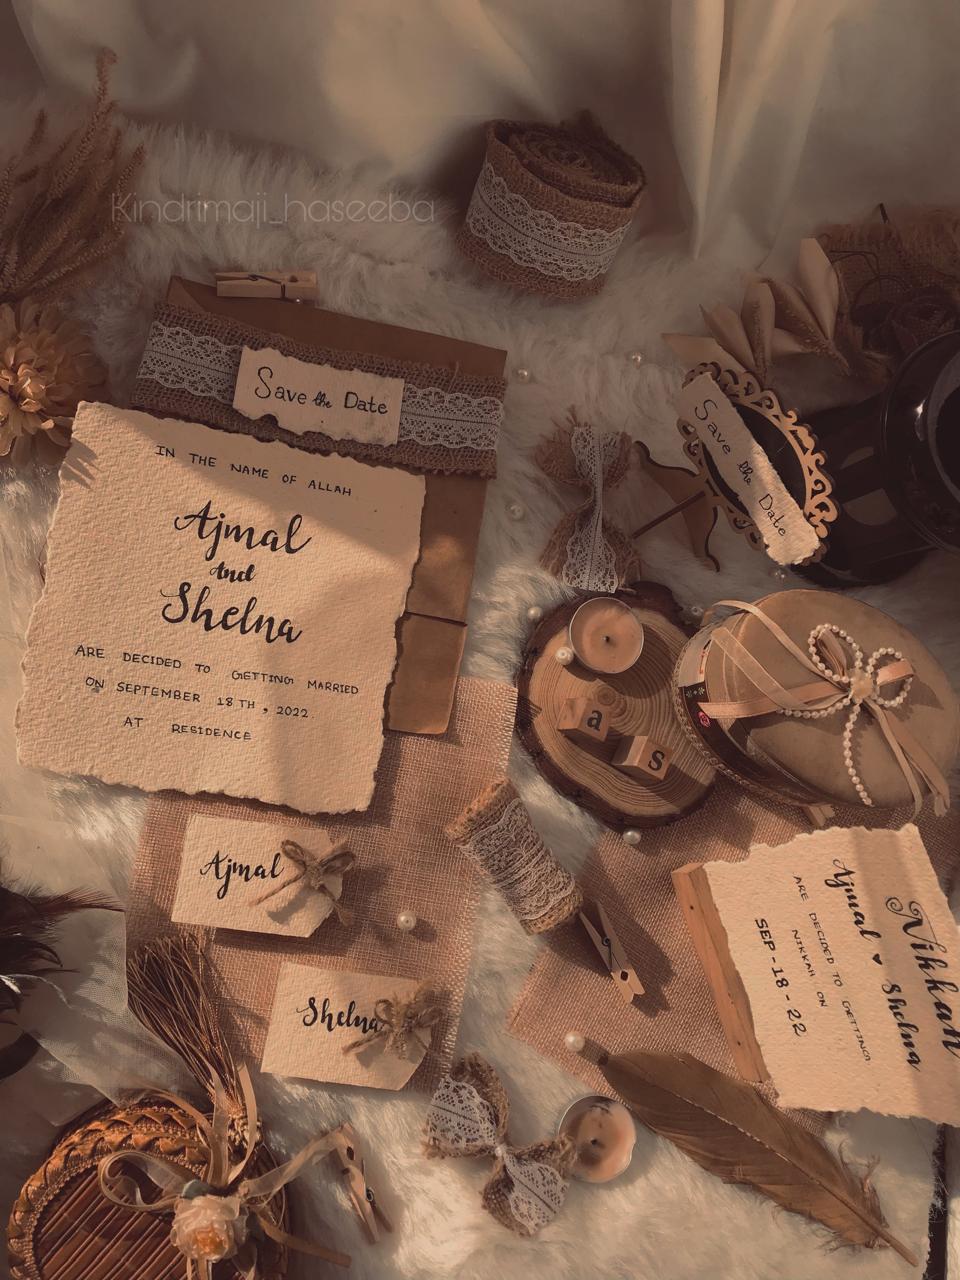 Kindrimaji_haseeba
Save the Date
IN THE NAME OF ALLAH
Ajmal
And
Shelna
ARE DECIDED TO GETTING MARRIED
ON SEPTEMBER 18TH, 2022.
AT RESIDENCE
Save the Date
a
s
Ajmal
Shelna
Nikkah
Ajmal ♥ Shelna
ARE DECIDED TO GETTING
NIKKAH ON
SEP-18-22